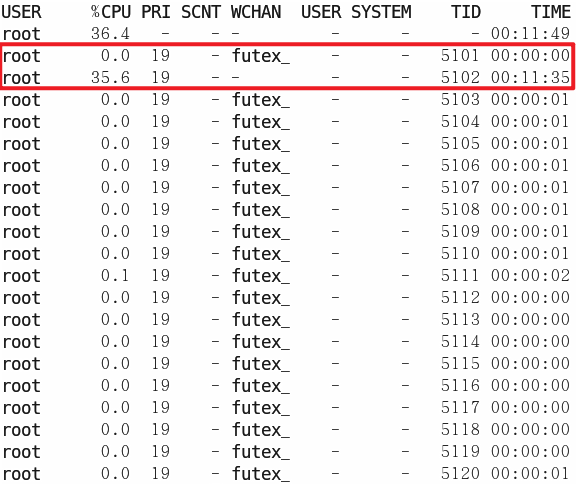 USER %CPU PRI SCNT WCHAN USER SYSTEM TID TIME
root 36.4 - - - - - - 00:11:49
root 0.0 19 - futex_ - - 5101 00:00:00
root 35.6 19 - - - - 5102 00:11:35
root 0.0 19 - futex_ - - 5103 00:00:01
root 0.0 19 - futex_ - - 5104 00:00:01
root 0.0 19 - futex_ - - 5105 00:00:01
root 0.0 19 - futex_ - - 5106 00:00:01
root 0.0 19 - futex_ - - 5107 00:00:01
root 0.0 19 - futex_ - - 5108 00:00:01
root 0.0 19 - futex_ - - 5109 00:00:01
root 0.0 19 - futex_ - - 5110 00:00:01
root 0.1 19 - futex_ - - 5111 00:00:02
root 0.0 19 - futex_ - - 5112 00:00:00
root 0.0 19 - futex_ - - 5113 00:00:00
root 0.0 19 - futex_ - - 5114 00:00:00
root 0.0 19 - futex_ - - 5115 00:00:00
root 0.0 19 - futex_ - - 5116 00:00:00
root 0.0 19 - futex_ - - 5117 00:00:00
root 0.0 19 - futex_ - - 5118 00:00:00
root 0.0 19 - futex_ - - 5119 00:00:00
root 0.0 19 - futex_ - - 5120 00:00:01